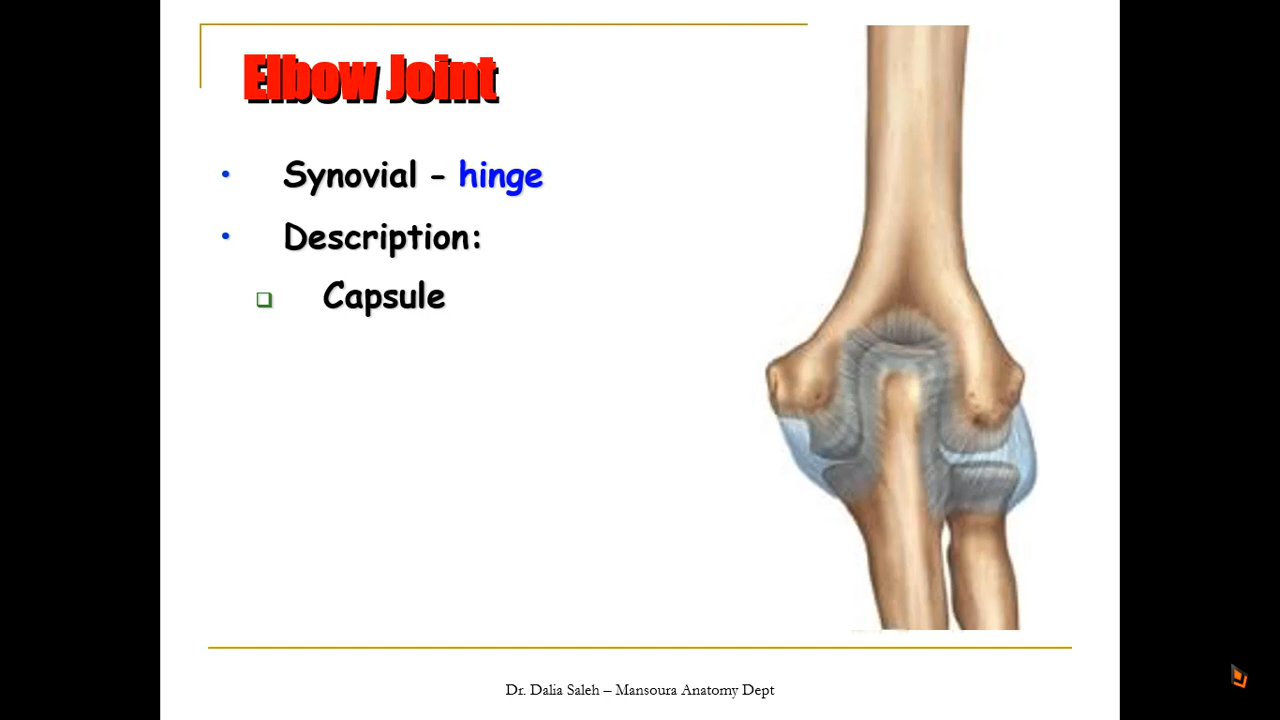 Elbow Joint
• Synovial – hinge
• Description:
❑ Capsule
Dr. Dalia Saleh – Mansoura Anatomy Dept